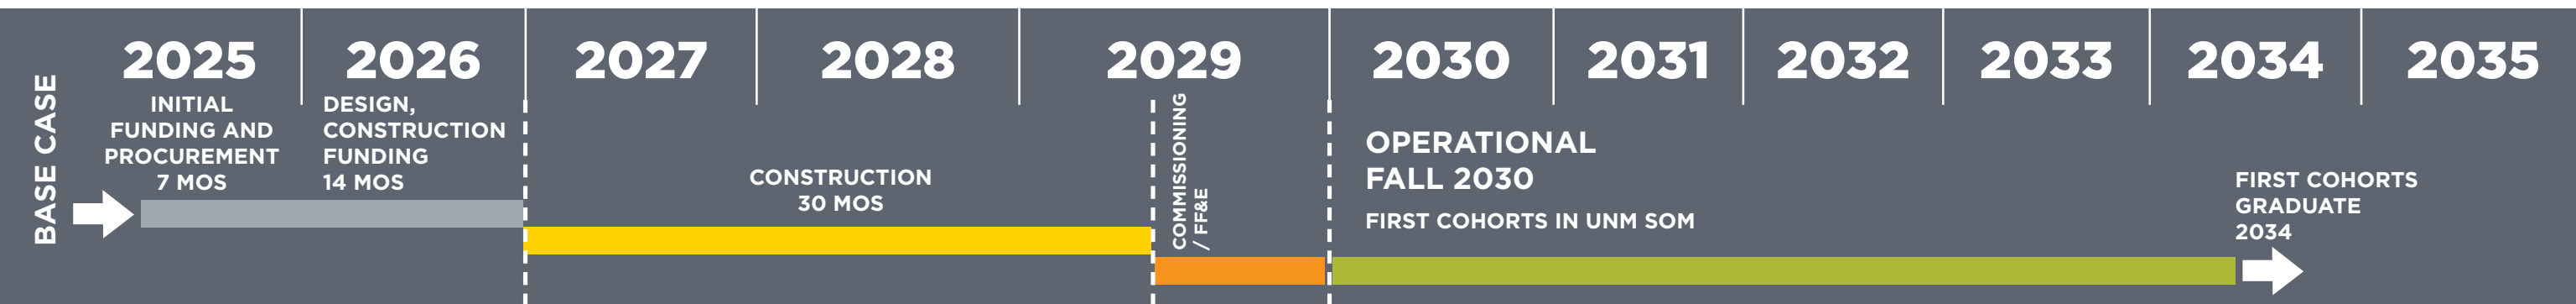 BASE CASE
2025
2026
2027
2028
2029
2030
2031
2032
2033
2034
2035
INITIAL
FUNDING AND
PROCUREMENT
7 MOS
DESIGN,
CONSTRUCTION
FUNDING
14 MOS
CONSTRUCTION
30 MOS
COMMISSIONING
/ FF&E
OPERATIONAL
FALL 2030
FIRST COHORTS IN UNM SOM
FIRST COHORTS
GRADUATE
2034